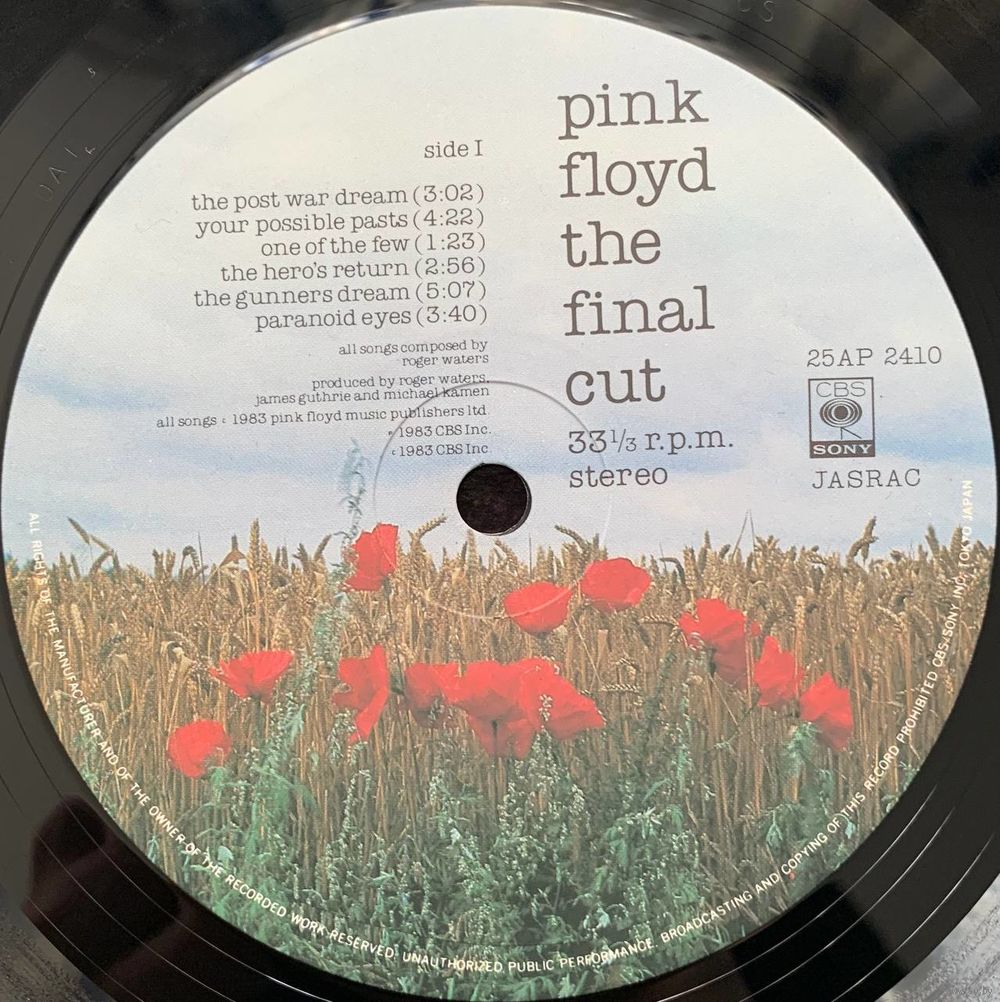 side I
the post war dream (3:02)
your possible pasts (4:22)
one of the few (1:23)
the hero's return (2:56)
the gunners dream (5:07)
paranoid eyes (3:40)
all songs composed by
roger waters
produced by roger waters,
james guthrie and michael kamen
all songs c 1983 pink floyd music publishers ltd.
p 1983 CBS Inc.
c 1983 CBS Inc.
pink
floyd
the
final
cut
33 1/3 r.p.m.
stereo
25AP 2410
CBS
SONY
JASRAC
ALL RIGHTS OF THE MANUFACTURER AND OF THE OWNER OF THE RECORDED WORK RESERVED. UNAUTHORIZED PUBLIC PERFORMANCE. BROADCASTING AND COPYING OF THIS RECORD PROHIBITED CBS/SONY INC. TOKYO JAPAN